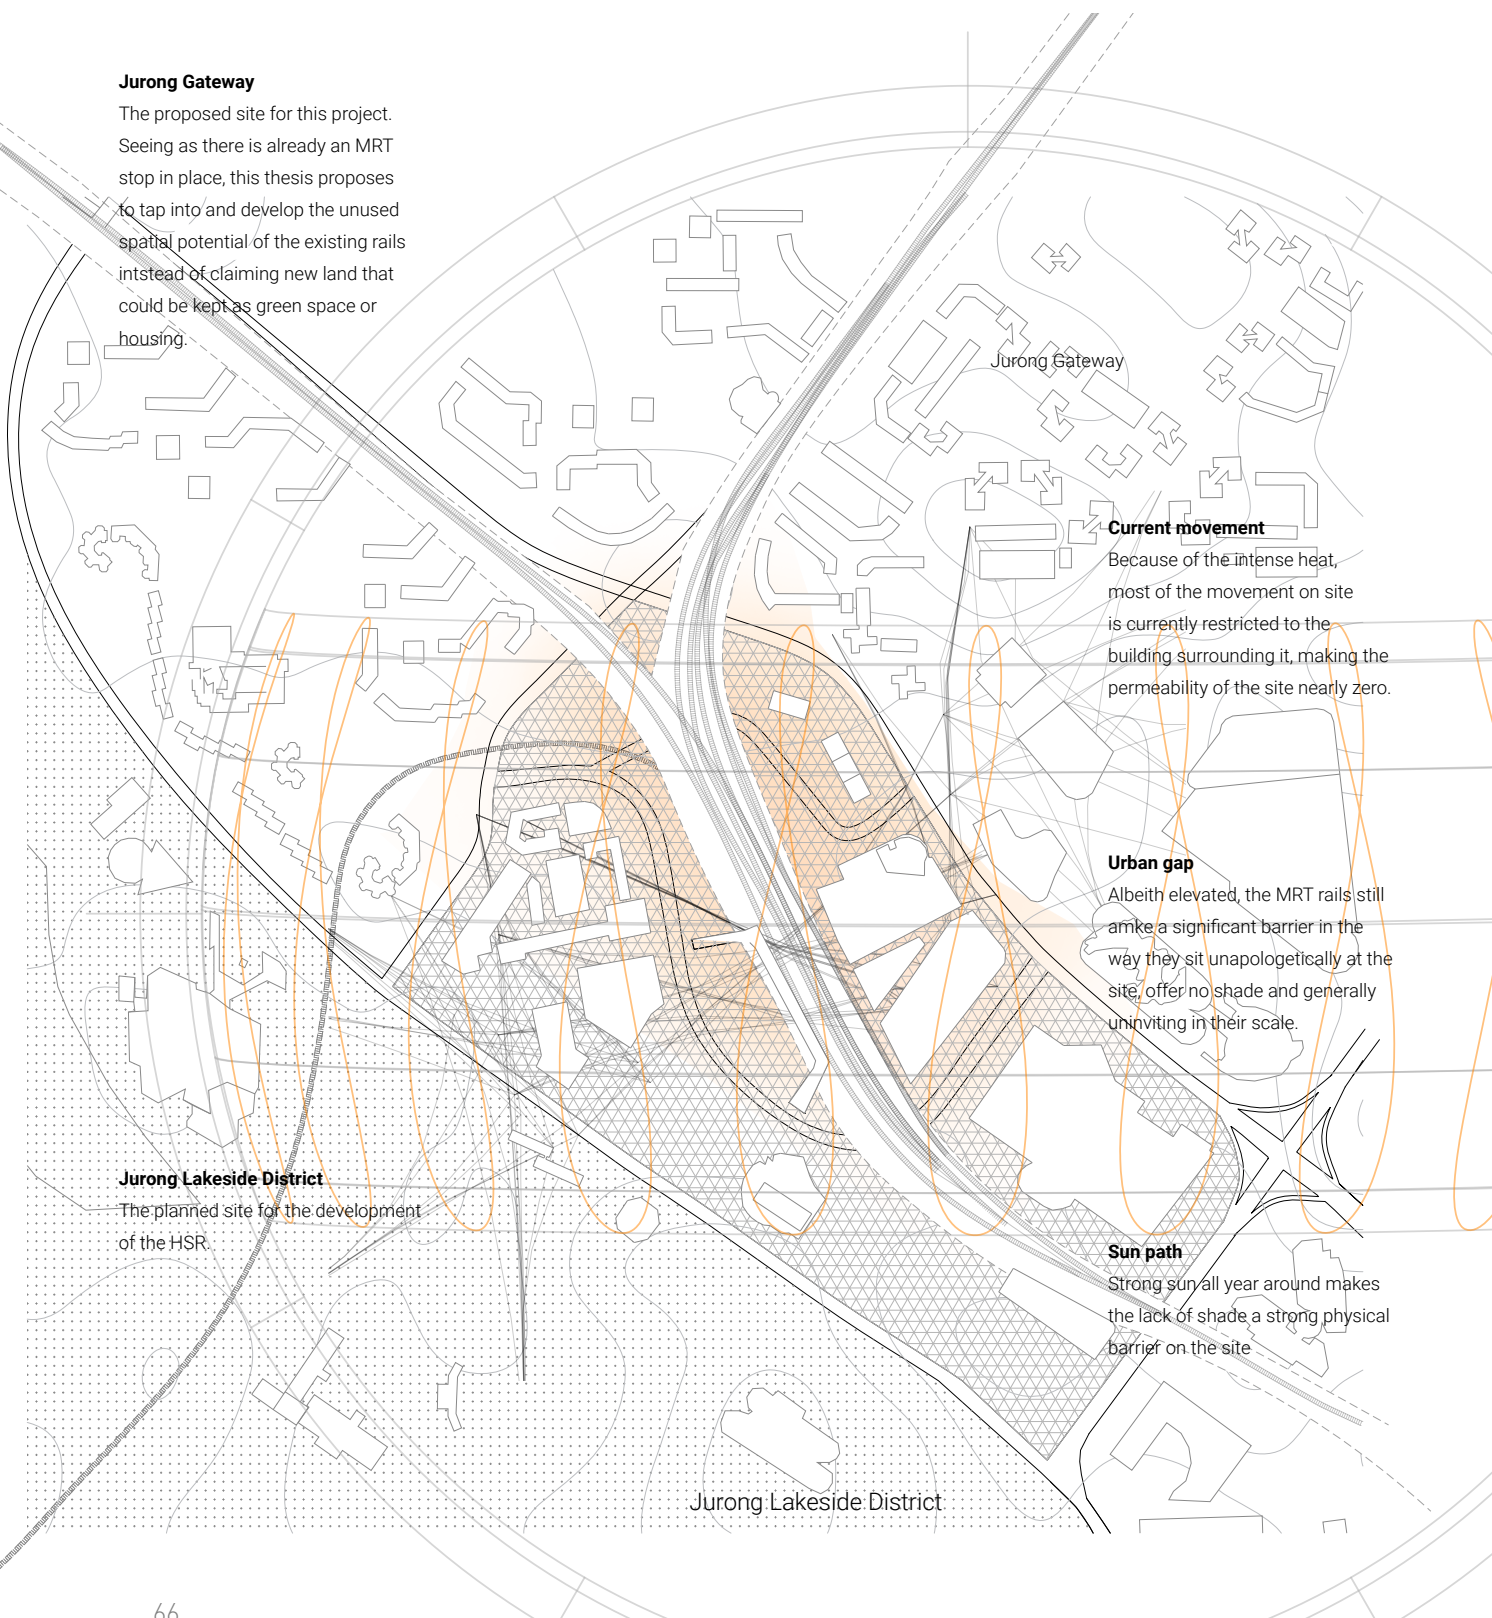 Jurong Gateway
The proposed site for this project.
Seeing as there is already an MRT
stop in place, this thesis proposes
to tap into and develop the unused
spatial potential of the existing rails
intstead of claiming new land that
could be kept as green space or
housing.
Jurong Gateway
Current movement
Because of the intense heat,
most of the movement on site
is currently restricted to the
building surrounding it, making the
permeability of the site nearly zero.
Urban gap
Albeith elevated, the MRT rails still
amke a significant barrier in the
way they sit unapologetically at the
site, offer no shade and generally
uninviting in their scale.
Jurong Lakeside District
The planned site for the development
of the HSR.
Sun path
Strong sun all year around makes
the lack of shade a strong physical
barrier on the site
Jurong Lakeside District
66